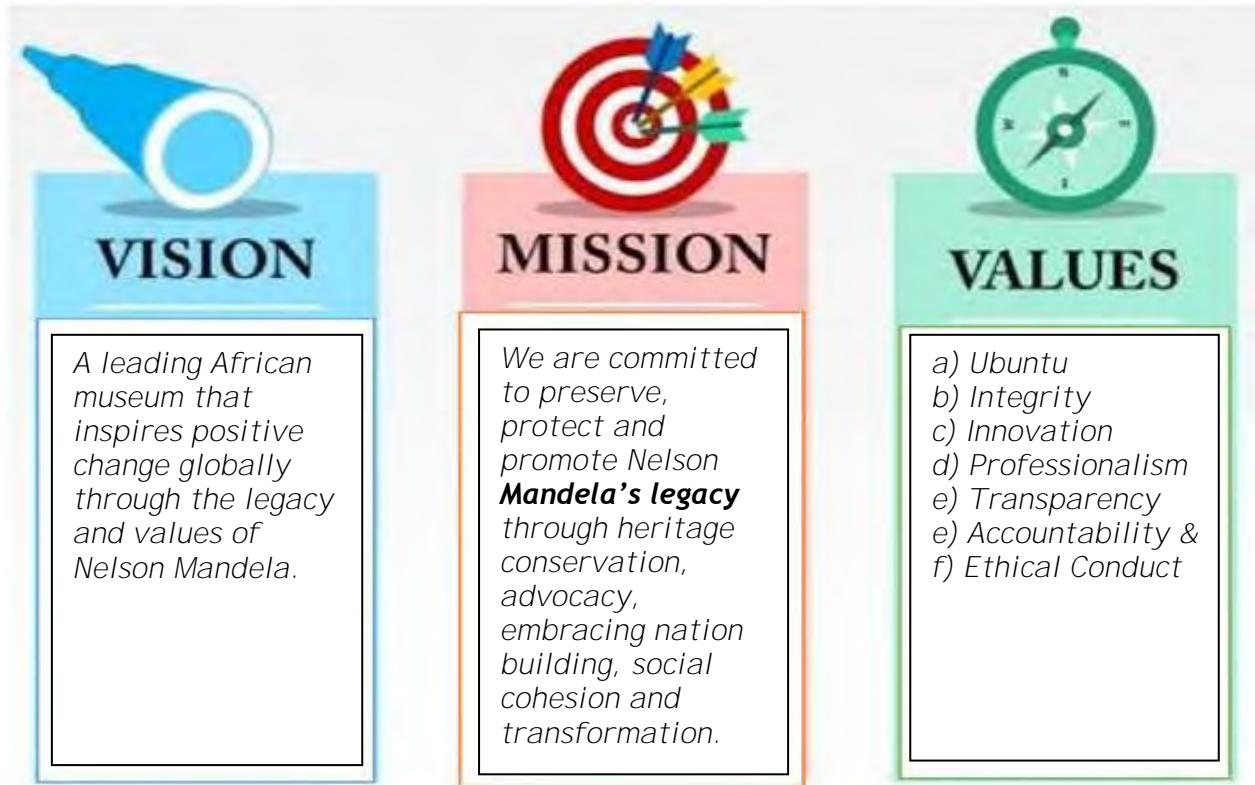 VISION
A leading African
museum that
inspires positive
change globally
through the legacy
and values of
Nelson Mandela.
MISSION
We are committed
to preserve,
protect and
promote Nelson
Mandela’s legacy
through heritage
conservation,
advocacy,
embracing nation
building, social
cohesion and
transformation.
VALUES
a) Ubuntu
b) Integrity
c) Innovation
d) Professionalism
e) Transparency
e) Accountability &
f) Ethical Conduct